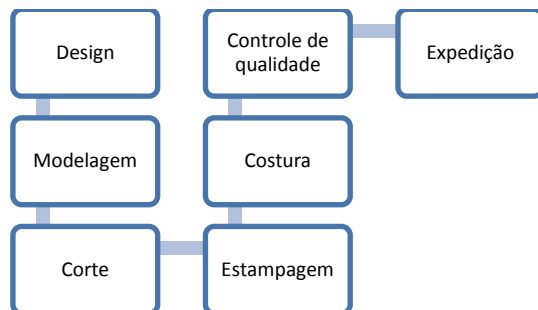 Design
Modelagem
Corte
Estampagem
Costura
Controle de
qualidade
Expedição